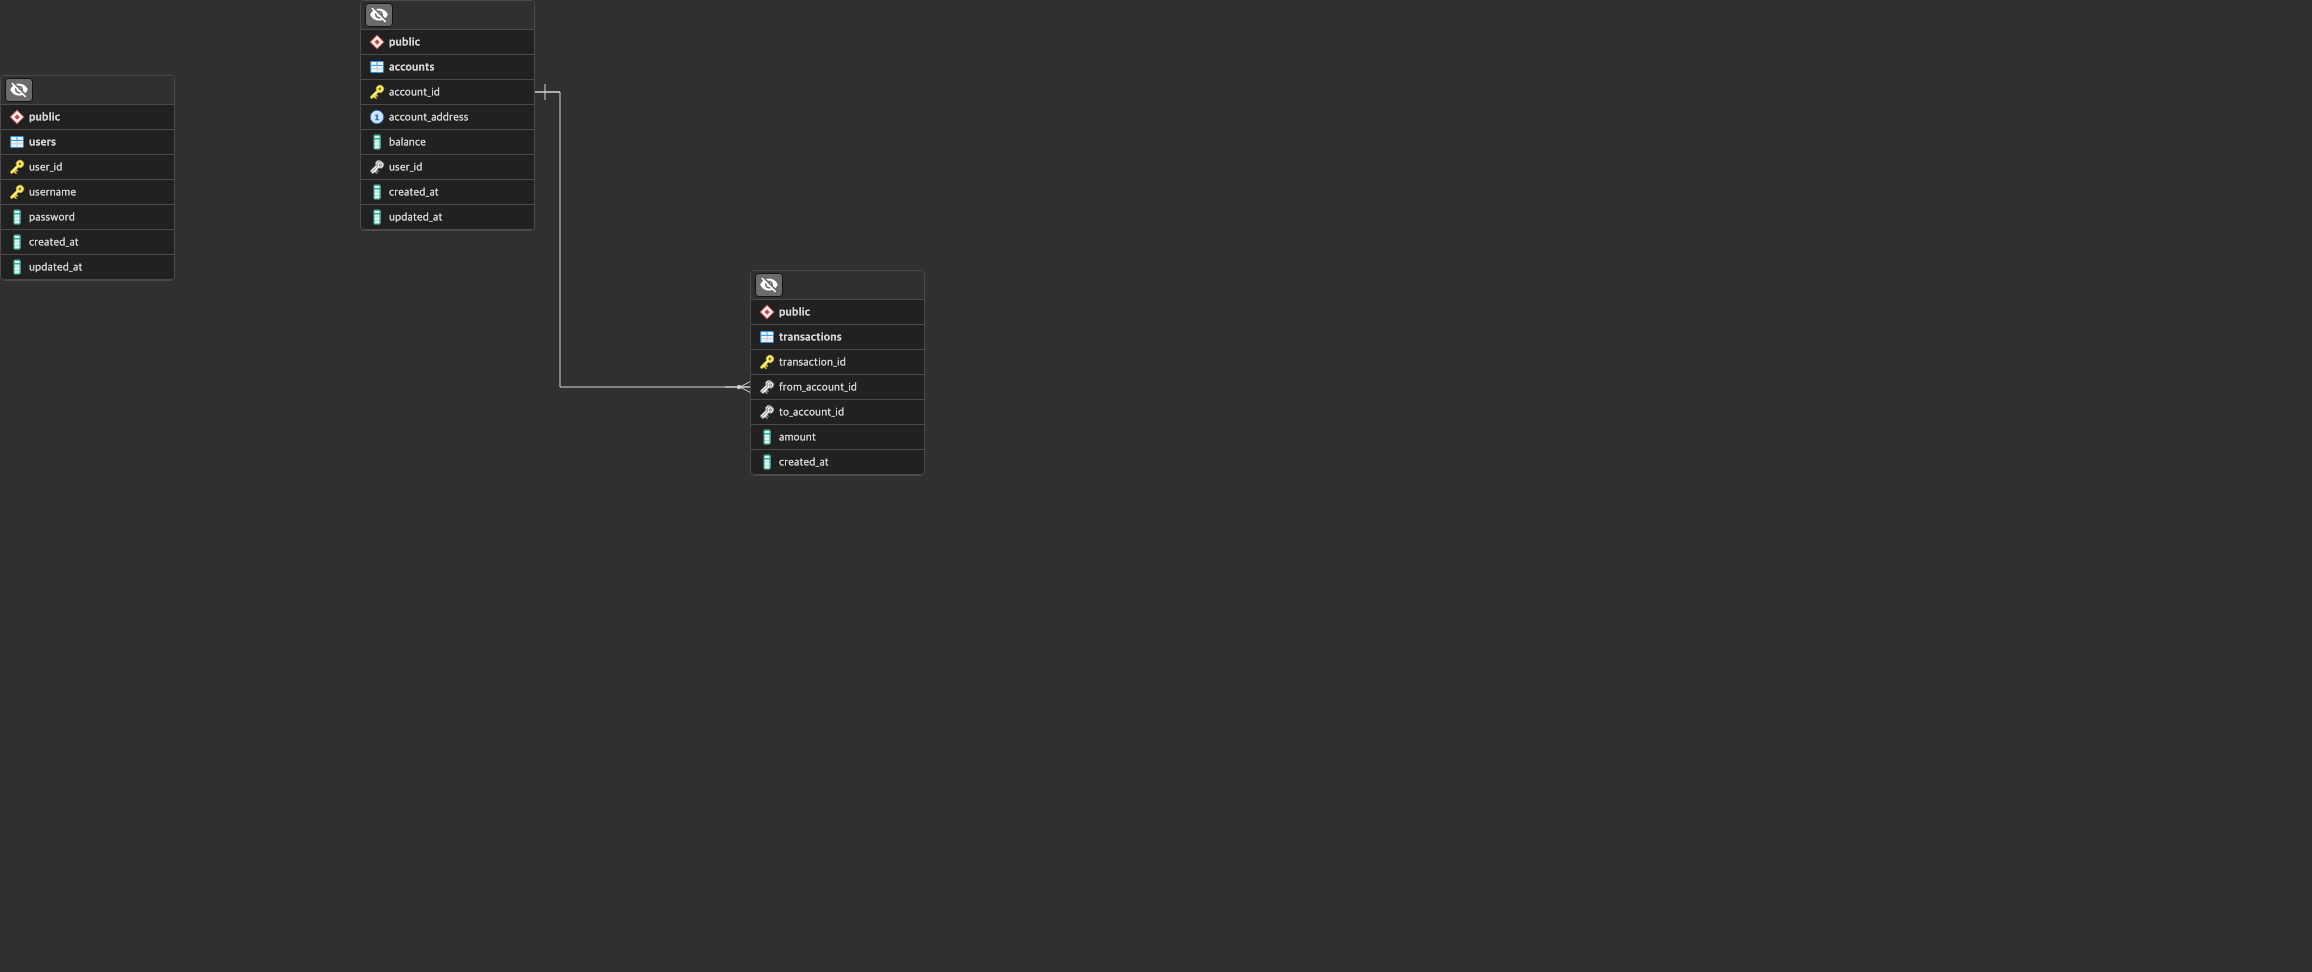 public
users
user_id
username
password
created_at
updated_at
public
accounts
account_id
1 account_address
balance
user_id
created_at
updated_at
public
transactions
transaction_id
from_account_id
to_account_id
amount
created_at